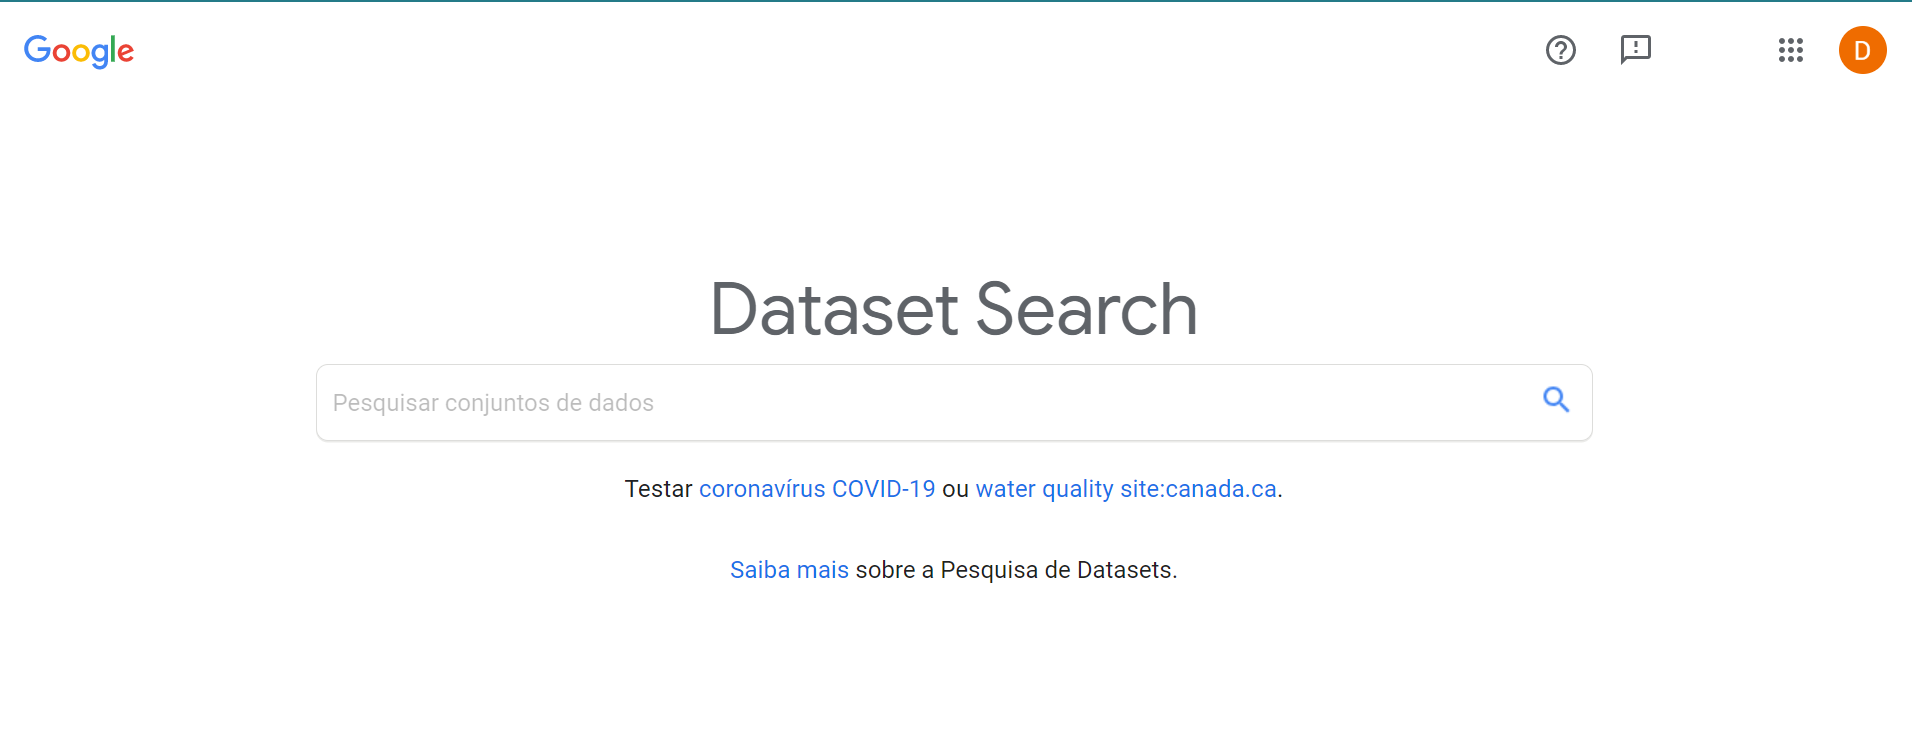 Google
D
Dataset Search
Pesquisar conjuntos de dados
Testar coronavírus COVID-19 ou water quality site:canada.ca.
Saiba mais sobre a Pesquisa de Datasets.